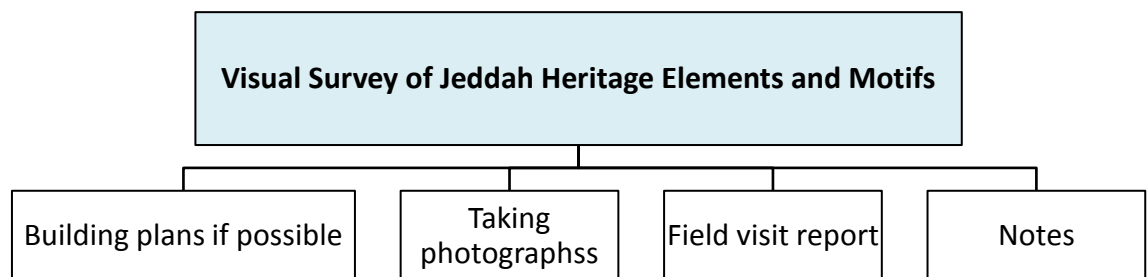 Visual Survey of Jeddah Heritage Elements and Motifs
Building plans if possible
Taking
photographss
Field visit report
Notes